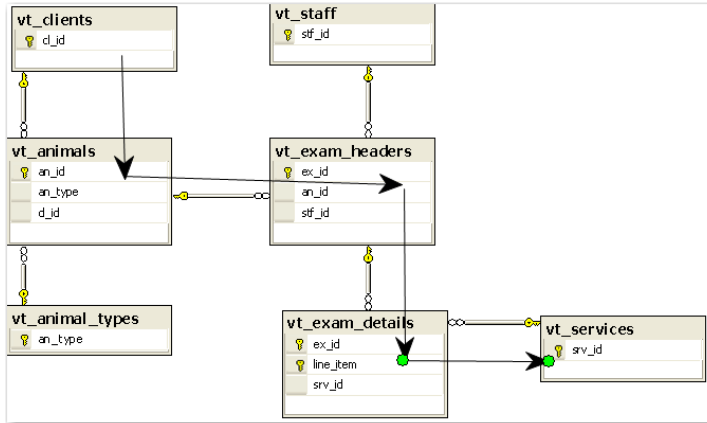 vt_clients
cl_id
vt_staff
stf_id
vt_animals
an_id
an_type
cl_id
vt_exam_headers
ex_id
an_id
stf_id
vt_animal_types
an_type
vt_exam_details
ex_id
line_item
srv_id
vt_services
srv_id